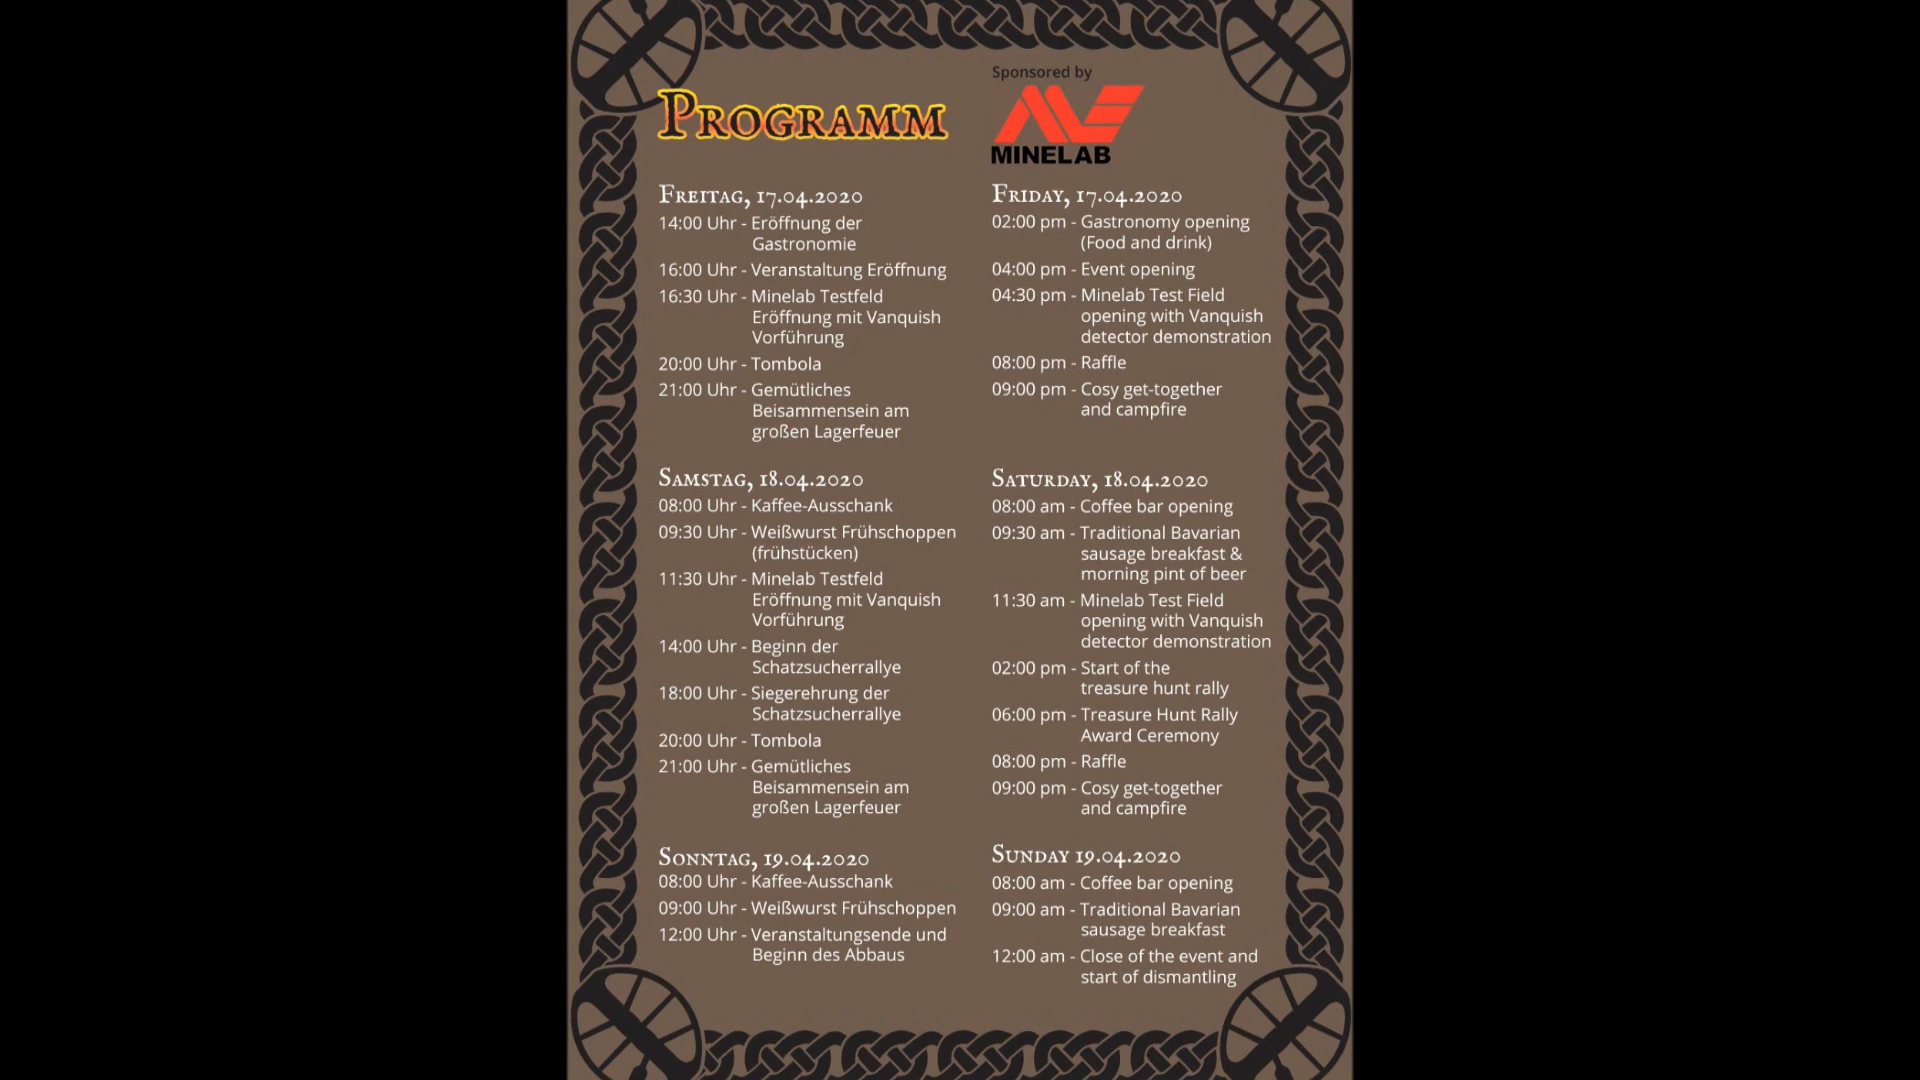 Programm
Freitag, 17.04.2020
14:00 Uhr - Eröffnung der
Gastronomie
16:00 Uhr - Veranstaltung Eröffnung
16:30 Uhr - Minelab Testfeld
Eröffnung mit Vanquish
Vorführung
20:00 Uhr - Tombola
21:00 Uhr - Gemütliches
Beisammensein am
großen Lagerfeuer
Samstag, 18.04.2020
08:00 Uhr - Kaffee-Ausschank
09:30 Uhr - Weißwurst Frühschoppen
(frühstücken)
11:30 Uhr - Minelab Testfeld
Eröffnung mit Vanquish
Vorführung
14:00 Uhr - Beginn der
Schatzsucherrallye
18:00 Uhr - Siegerehrung der
Schatzsucherrallye
20:00 Uhr - Tombola
21:00 Uhr - Gemütliches
Beisammensein am
großen Lagerfeuer
Sonntag, 19.04.2020
08:00 Uhr - Kaffee-Ausschank
09:00 Uhr - Weißwurst Frühschoppen
12:00 Uhr - Veranstaltungsende und
Beginn des Abbaus
Sponsored by
MINELAB
Friday, 17.04.2020
02:00 pm - Gastronomy opening
(Food and drink)
04:00 pm - Event opening
04:30 pm - Minelab Test Field
opening with Vanquish
detector demonstration
08:00 pm - Raffle
09:00 pm - Cosy get-together
and campfire
Saturday, 18.04.2020
08:00 am - Coffee bar opening
09:30 am - Traditional Bavarian
sausage breakfast &
morning pint of beer
11:30 am - Minelab Test Field
opening with Vanquish
detector demonstration
02:00 pm - Start of the
treasure hunt rally
06:00 pm - Treasure Hunt Rally
Award Ceremony
08:00 pm - Raffle
09:00 pm - Cosy get-together
and campfire
Sunday 19.04.2020
08:00 am - Coffee bar opening
09:00 am - Traditional Bavarian
sausage breakfast
12:00 am - Close of the event and
start of dismantling